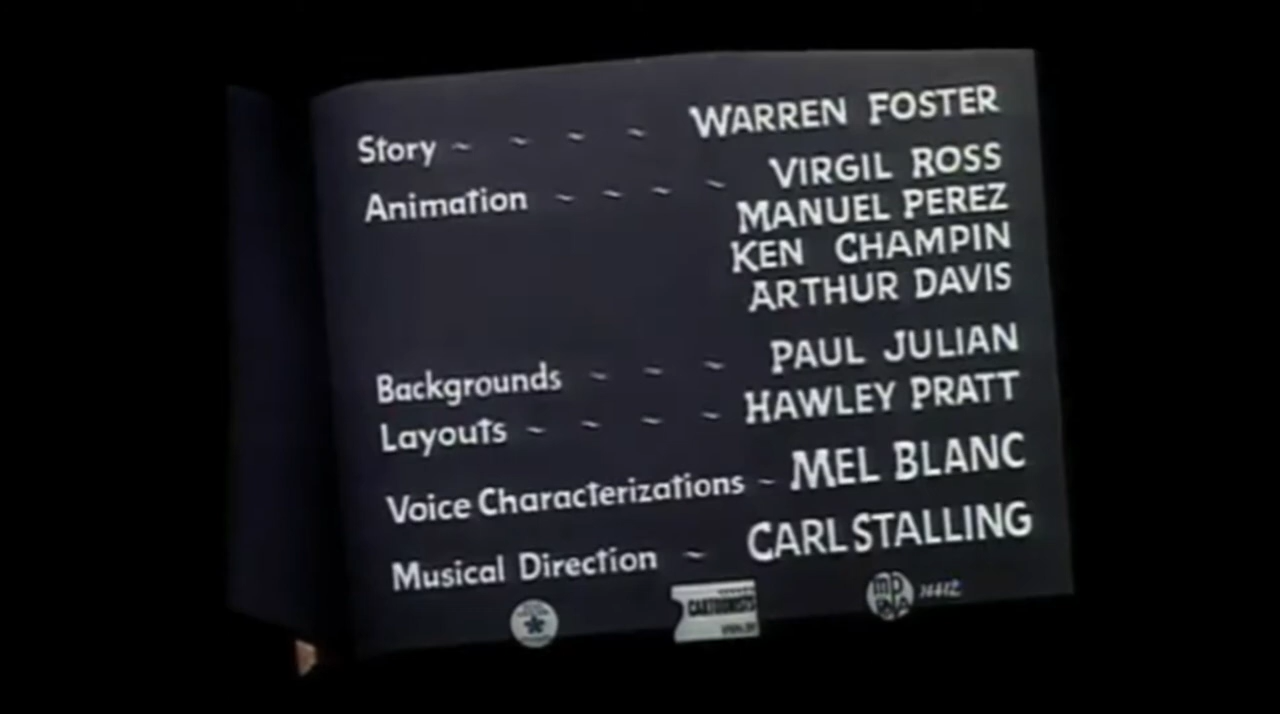 Story ~ ~ ~ ~ WARREN FOSTER
Animation ~ ~ ~ ~ VIRGIL ROSS
MANUEL PEREZ
KEN CHAMPIN
ARTHUR DAVIS
Backgrounds ~ ~ ~ PAUL JULIAN
Layouts ~ ~ ~ ~ HAWLEY PRATT
Voice Characterizations ~ MEL BLANC
Musical Direction ~ CARL STALLING
CARTOONISTS